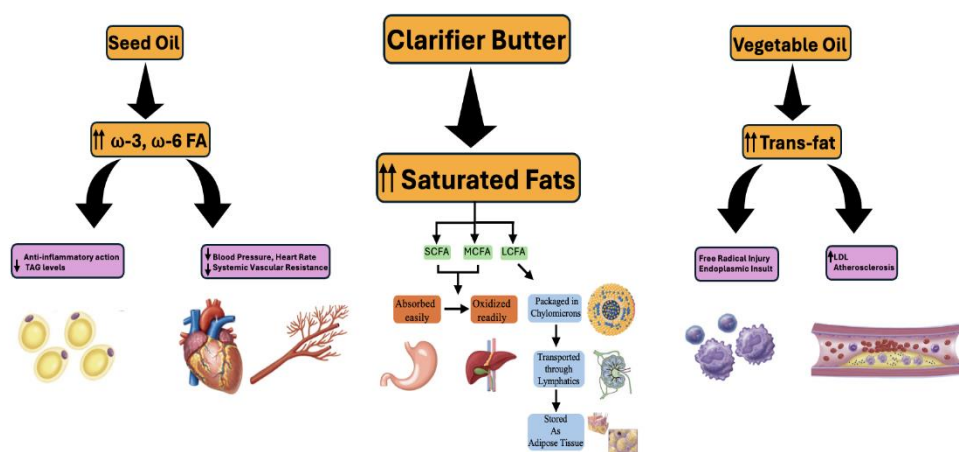 Seed Oil
↑↑ ω-3, ω-6 FA
Anti-inflammatory action
↓ TAG levels
↓ Blood Pressure, Heart Rate
↓ Systemic Vascular Resistance
Clarifier Butter
↑↑ Saturated Fats
SCFA
MCFA
LCFA
Absorbed
easily
Oxidized
readily
Packaged in
Chylomicrons
Transported
through
Lymphatics
Stored
As
Adipose Tissue
Vegetable Oil
↑↑ Trans-fat
Free Radical Injury
Endoplasmic Insult
↑ LDL
Atherosclerosis